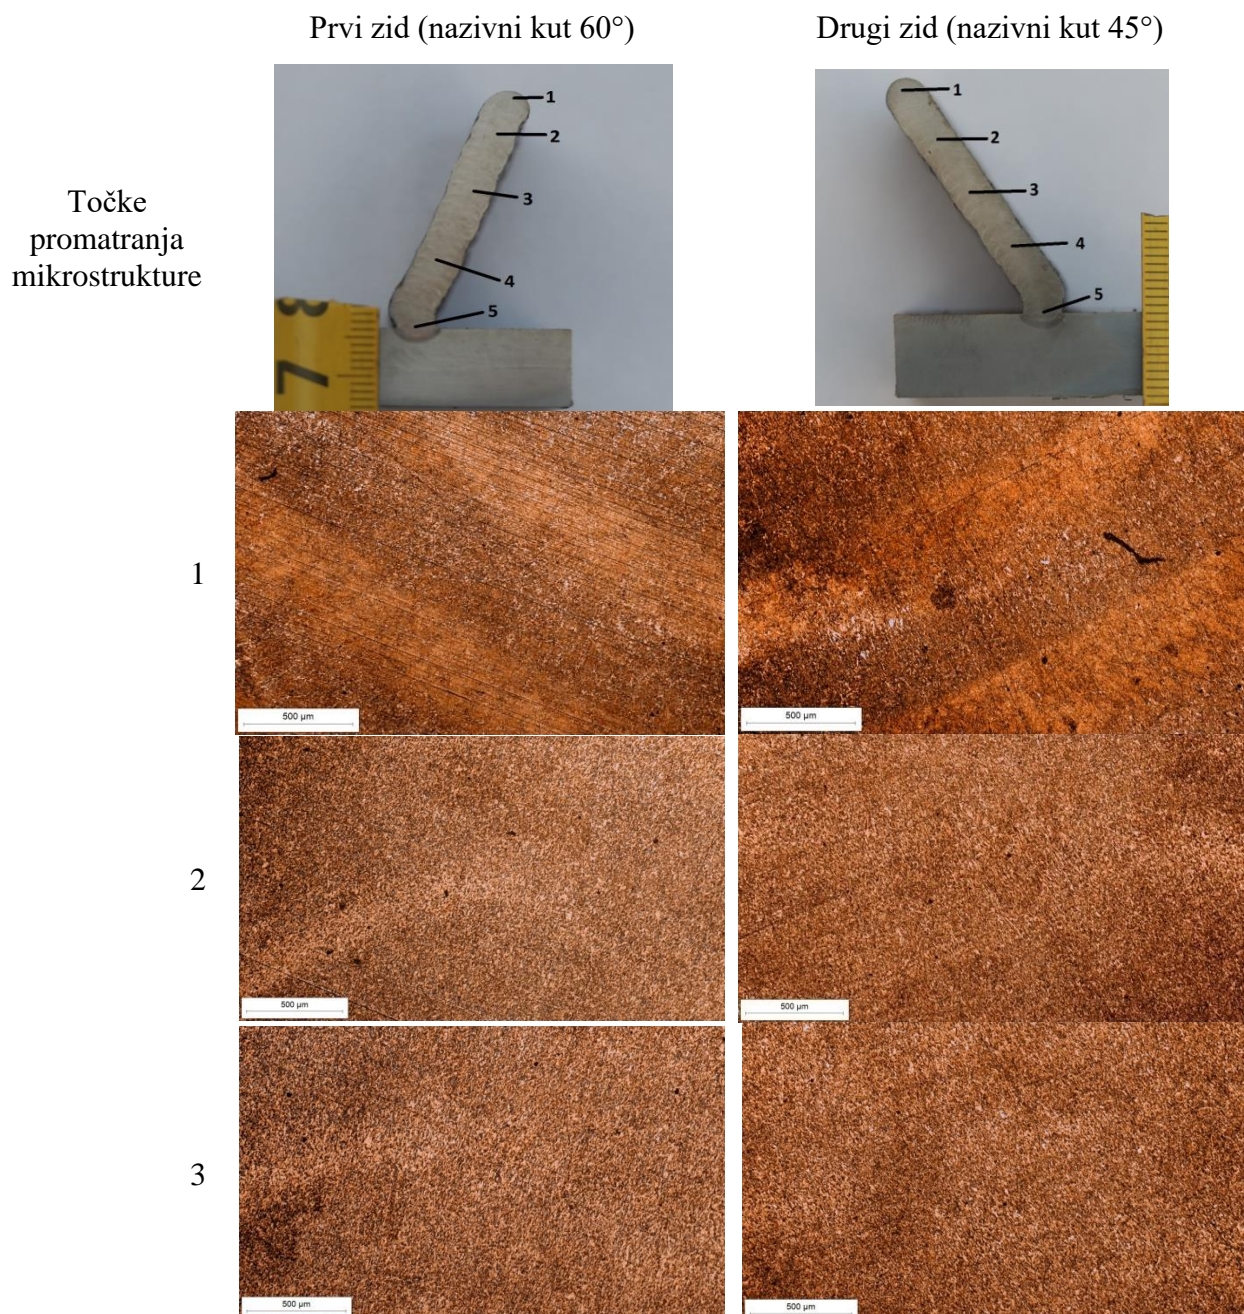 Prvi zid (nazivni kut 60°)
Drugi zid (nazivni kut 45°)
Točke
promatranja
mikrostrukture
1
2
3
4
5
8
7
1
2
3
4
5
1
500 µm
500 µm
2
500 µm
500 µm
3
500 µm
500 µm